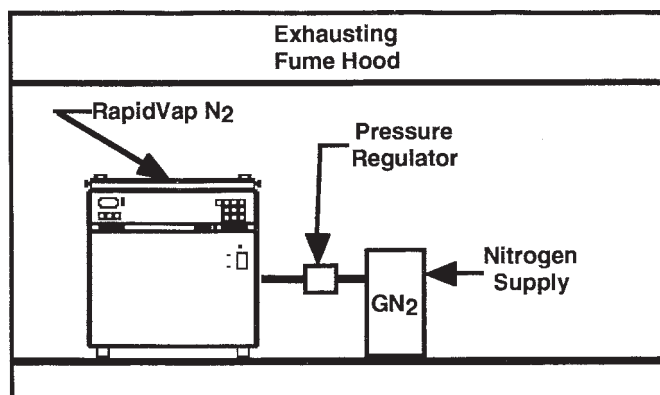 Exhausting
Fume Hood
RapidVap N2
Pressure
Regulator
Nitrogen
Supply
GN2